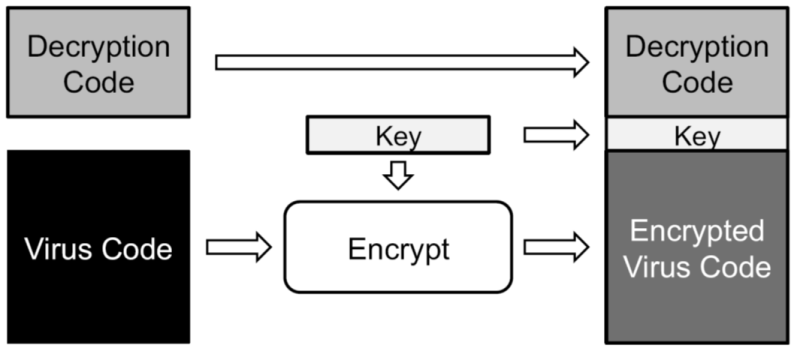 Decryption
Code
Decryption
Code
Key
Key
Virus Code
Encrypt
Encrypted
Virus Code